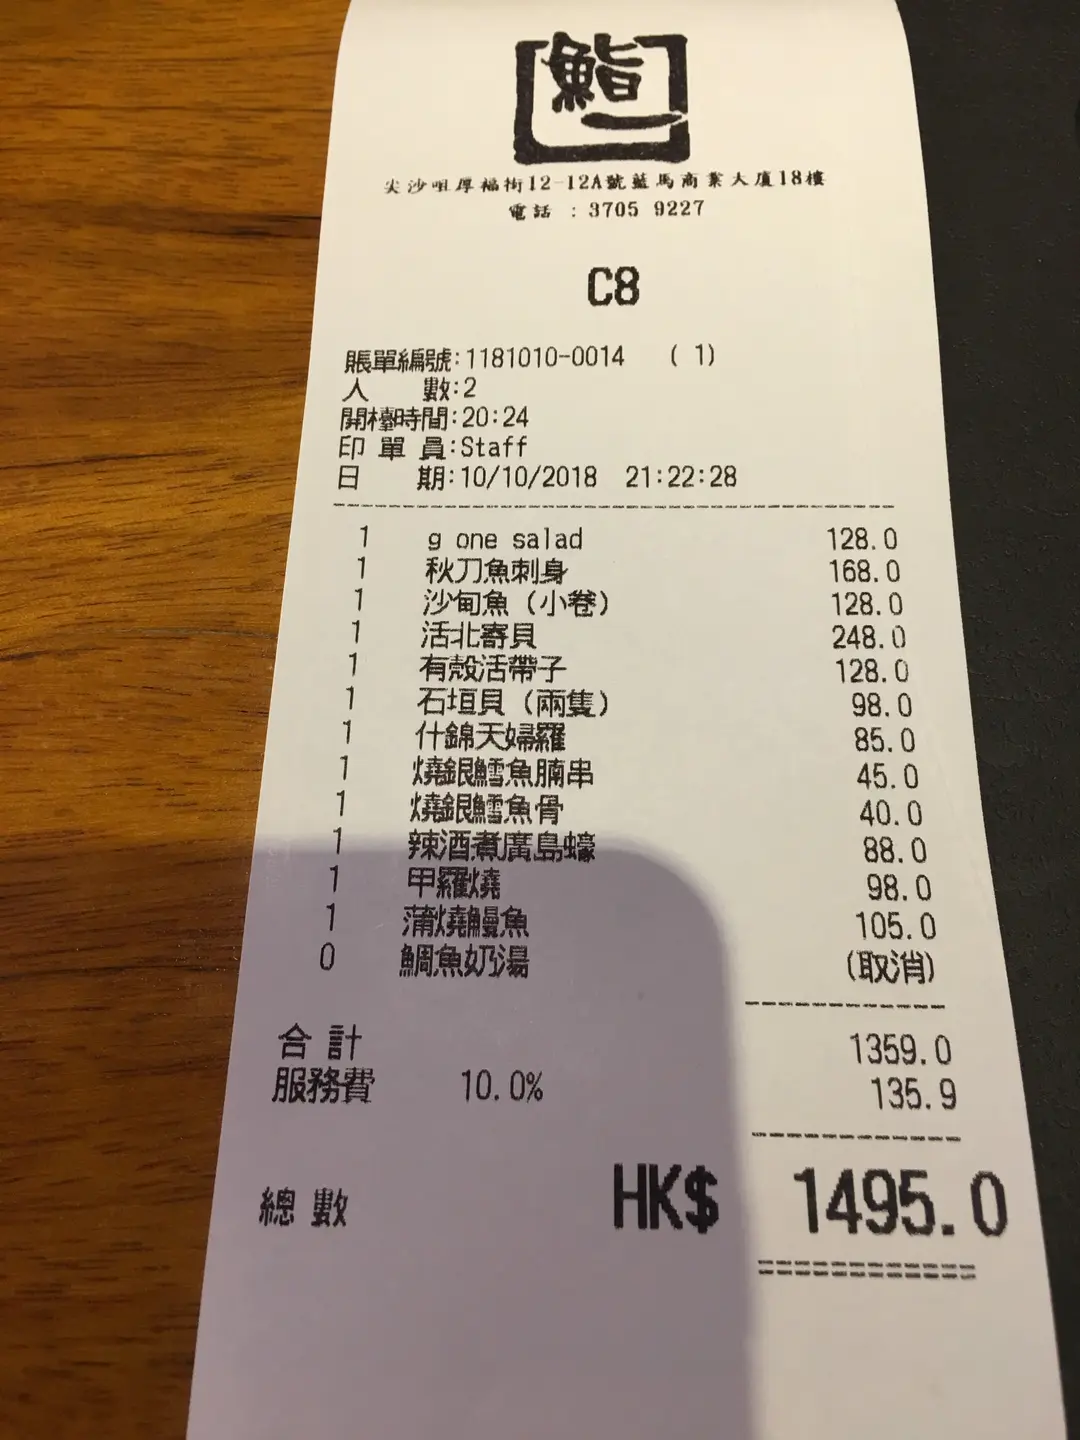 鮨一
尖沙咀厚福街12-12A號藍馬商業大廈18樓
電話 : 3705 9227
C8
賬單編號:1181010-0014 ( 1)
人 數:2
開檯時間:20:24
印 單 員:Staff
日 期:10/10/2018 21:22:28
1 g one salad 128.0
1 秋刀魚刺身 168.0
1 沙甸魚 (小卷) 128.0
1 活北寄貝 248.0
1 有殼活帶子 128.0
1 石垣貝 (兩隻) 98.0
1 什錦天婦羅 85.0
1 燒銀鱈魚腩串 45.0
1 燒銀鱈魚骨 40.0
1 辣酒煮廣島蠔 88.0
1 甲羅燒 98.0
1 蒲燒鰻魚 105.0
0 鯛魚奶湯 (取消)
合 計 1359.0
服務費 10.0% 135.9
總 數 HK$ 1495.0